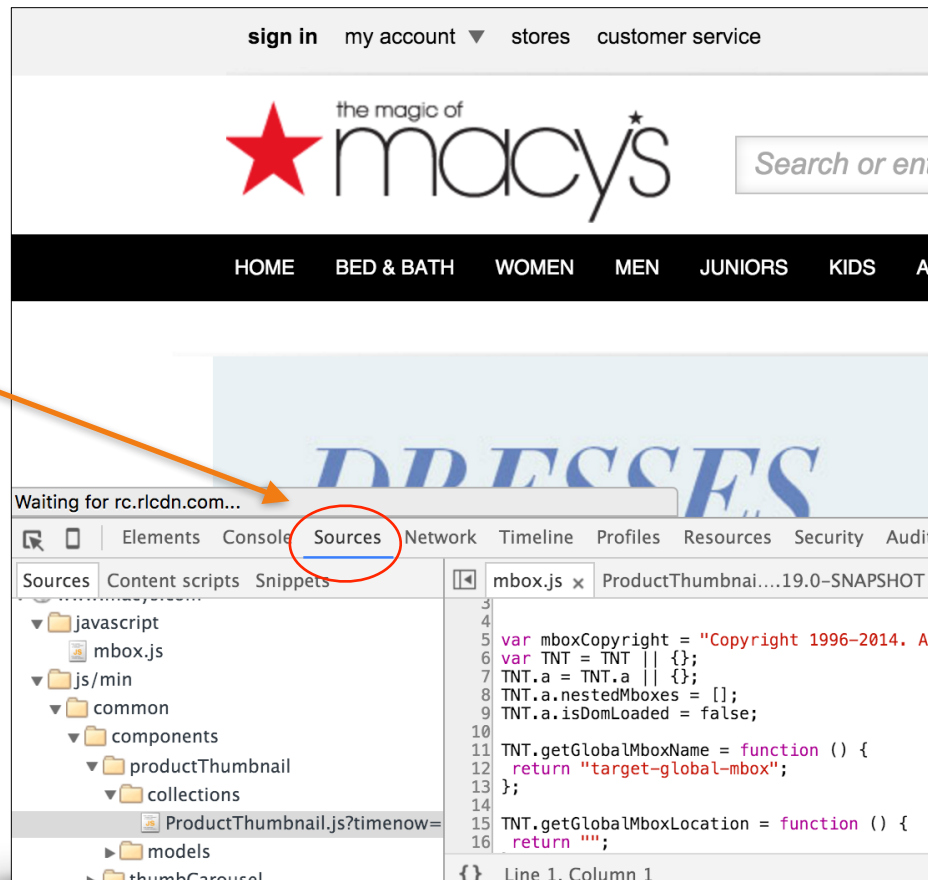 sign in my account ▼ stores customer service
the magic of
macy's
Search or ent
HOME BED & BATH WOMEN MEN JUNIORS KIDS A
DRESSES
Waiting for rc.rlcdn.com...
Elements Console Sources Network Timeline Profiles Resources Security Audi
Sources Content scripts Snippets
mbox.js × ProductThumbnai....19.0-SNAPSHOT
▼ javascript
mbox.js
▼ js/min
▼ common
▼ components
▼ productThumbnail
▼ collections
ProductThumbnail.js?timenow=
▶ models
▶ thumbCarousel
3
4
5 var mboxCopyright = "Copyright 1996-2014. A
6 var TNT = TNT || {};
7 TNT.a = TNT.a || {};
8 TNT.a.nestedMboxes = [];
9 TNT.a.isDomLoaded = false;
10
11 TNT.getGlobalMboxName = function () {
12 return "target-global-mbox";
13 };
14
15 TNT.getGlobalMboxLocation = function () {
16 return "";
{} Line 1, Column 1